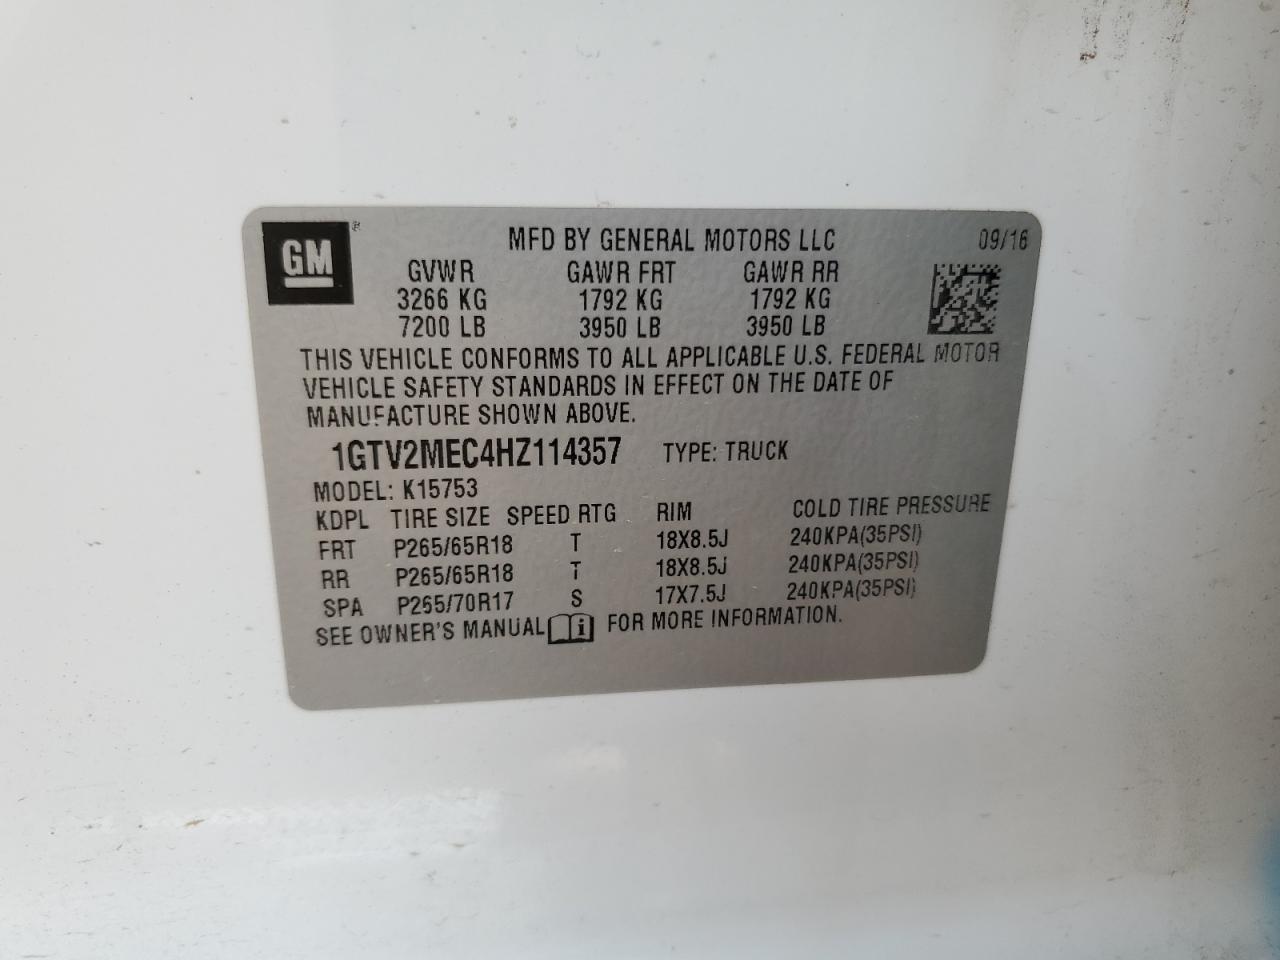 GM ® MFD BY GENERAL MOTORS LLC 09/16
GVWR GAWR FRT GAWR RR
3266 KG 1792 KG 1792 KG
7200 LB 3950 LB 3950 LB
THIS VEHICLE CONFORMS TO ALL APPLICABLE U.S. FEDERAL MOTOR
VEHICLE SAFETY STANDARDS IN EFFECT ON THE DATE OF
MANUFACTURE SHOWN ABOVE.
1GTV2MEC4HZ114357 TYPE: TRUCK
MODEL: K15753
KDPL TIRE SIZE SPEED RTG RIM COLD TIRE PRESSURE
FRT P265/65R18 T 18X8.5J 240KPA(35PSI)
RR P265/65R18 T 18X8.5J 240KPA(35PSI)
SPA P265/70R17 S 17X7.5J 240KPA(35PSI)
SEE OWNER'S MANUAL i FOR MORE INFORMATION.